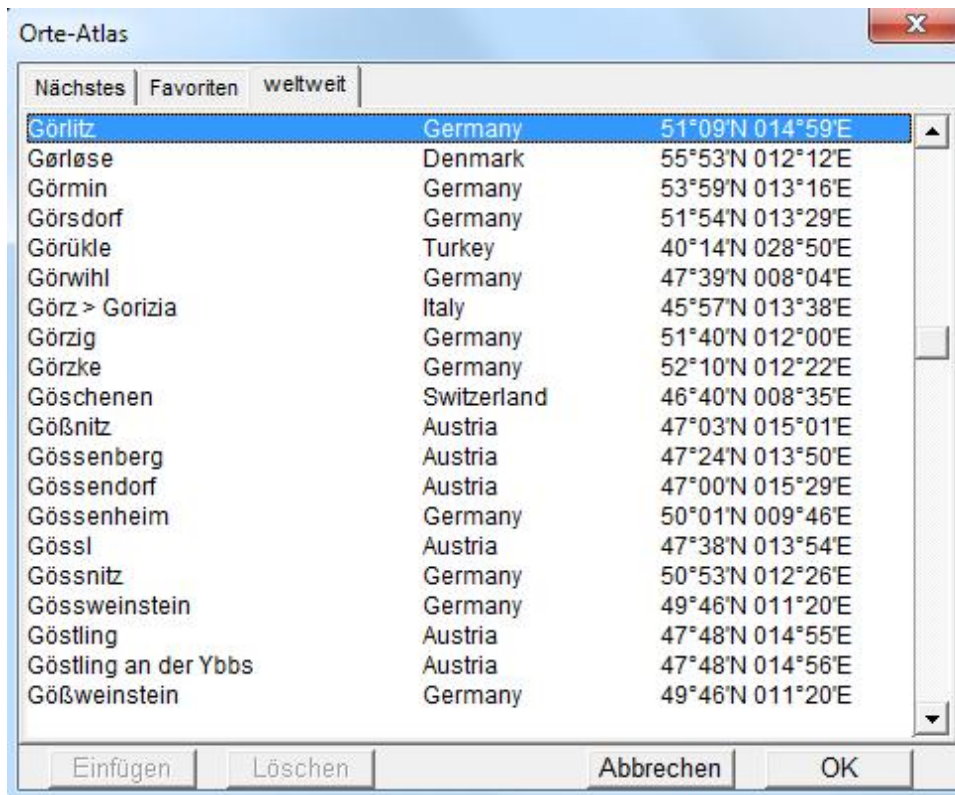 Orte-Atlas
Nächstes Favoriten weltweit
Görlitz Germany 51°09'N 014°59'E
Gørløse Denmark 55°53'N 012°12'E
Görmin Germany 53°59'N 013°16'E
Görsdorf Germany 51°54'N 013°29'E
Görükle Turkey 40°14'N 028°50'E
Görwihl Germany 47°39'N 008°04'E
Görz > Gorizia Italy 45°57'N 013°38'E
Görzig Germany 51°40'N 012°00'E
Görzke Germany 52°10'N 012°22'E
Göschenen Switzerland 46°40'N 008°35'E
Gößnitz Austria 47°03'N 015°01'E
Gössenberg Austria 47°24'N 013°50'E
Gössendorf Austria 47°00'N 015°29'E
Gössenheim Germany 50°01'N 009°46'E
Gössl Austria 47°38'N 013°54'E
Gössnitz Germany 50°53'N 012°26'E
Gössweinstein Germany 49°46'N 011°20'E
Göstling Austria 47°48'N 014°55'E
Göstling an der Ybbs Austria 47°48'N 014°56'E
Gößweinstein Germany 49°46'N 011°20'E
Einfügen Löschen Abbrechen OK